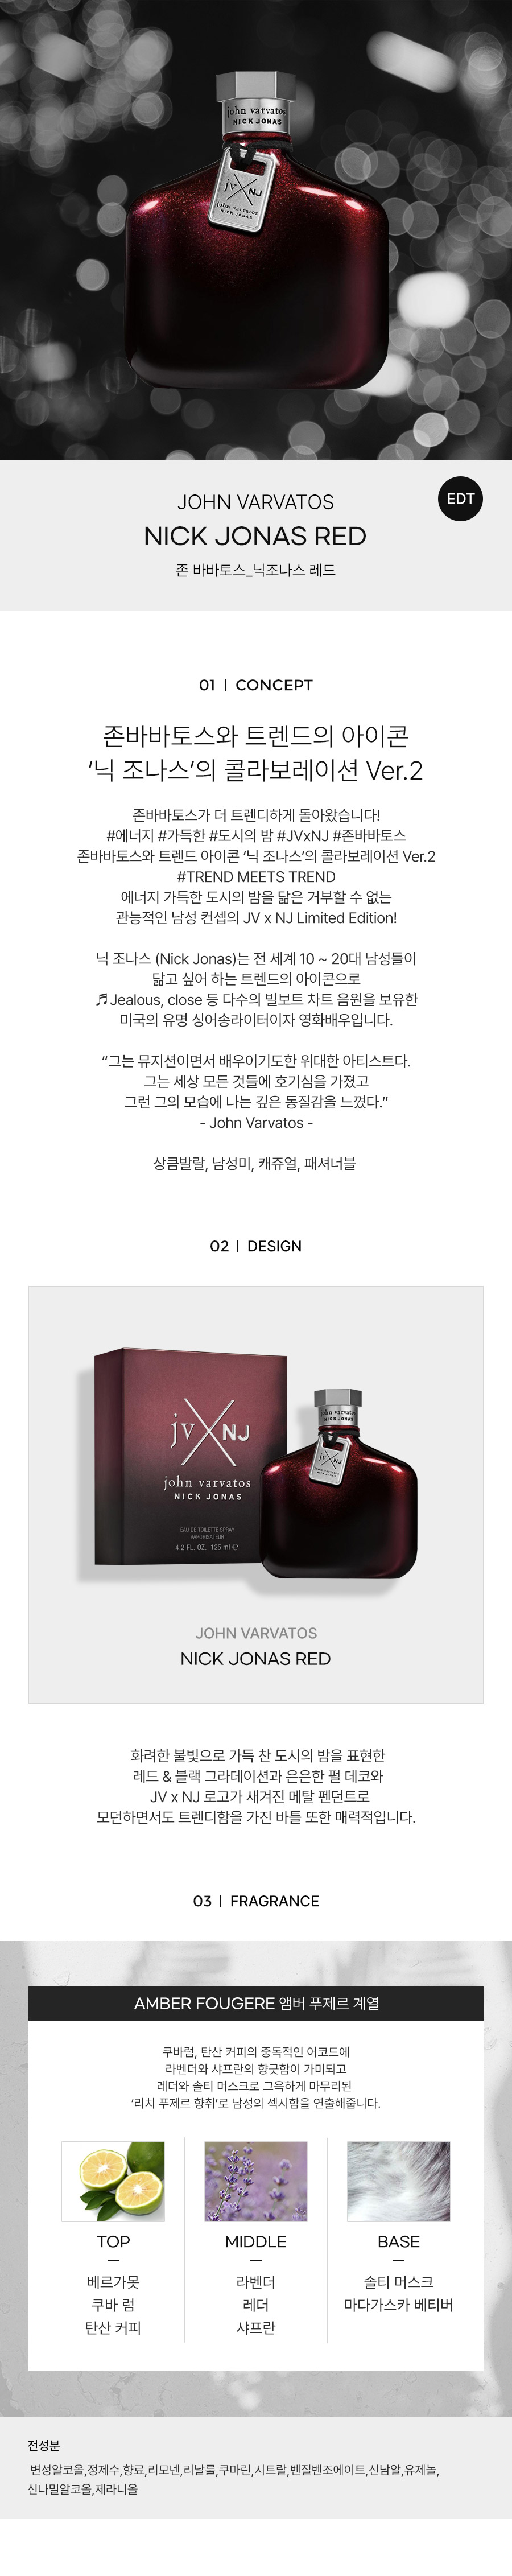 john varvatos
NICK JONAS
jv NJ
john varvatos
NICK JONAS
EDT
JOHN VARVATOS
NICK JONAS RED
존 바바토스_닉조나스 레드
01 | CONCEPT
존바바토스와 트렌드의 아이콘
‘닉 조나스’의 콜라보레이션 Ver.2
존바바토스가 더 트렌디하게 돌아왔습니다!
#에너지 #가득한 #도시의 밤 #JVxNJ #존바바토스
존바바토스와 트렌드 아이콘 ‘닉 조나스’의 콜라보레이션 Ver.2
#TREND MEETS TREND
에너지 가득한 도시의 밤을 닮은 거부할 수 없는
관능적인 남성 컨셉의 JV x NJ Limited Edition!
닉 조나스 (Nick Jonas)는 전 세계 10 ~ 20대 남성들이
닮고 싶어 하는 트렌드의 아이콘으로
♬Jealous, close 등 다수의 빌보트 차트 음원을 보유한
미국의 유명 싱어송라이터이자 영화배우입니다.
“그는 뮤지션이면서 배우이기도한 위대한 아티스트다.
그는 세상 모든 것들에 호기심을 가졌고
그런 그의 모습에 나는 깊은 동질감을 느꼈다.”
- John Varvatos -
상큼발랄, 남성미, 캐쥬얼, 패셔너블
02 | DESIGN
jv NJ
john varvatos
NICK JONAS
EAU DE TOILETTE SPRAY
VAPORISATEUR
4.2 FL. OZ. 125 ml ℮
john varvatos
NICK JONAS
jv NJ
john varvatos
NICK JONAS
JOHN VARVATOS
NICK JONAS RED
화려한 불빛으로 가득 찬 도시의 밤을 표현한
레드 & 블랙 그라데이션과 은은한 펄 데코와
JV x NJ 로고가 새겨진 메탈 펜던트로
모던하면서도 트렌디함을 가진 바틀 또한 매력적입니다.
03 | FRAGRANCE
AMBER FOUGERE 앰버 푸제르 계열
쿠바럼, 탄산 커피의 중독적인 어코드에
라벤더와 샤프란의 향긋함이 가미되고
레더와 솔티 머스크로 그윽하게 마무리된
‘리치 푸제르 향취’로 남성의 섹시함을 연출해줍니다.
TOP
베르가못
쿠바 럼
탄산 커피
MIDDLE
라벤더
레더
샤프란
BASE
솔티 머스크
마다가스카 베티버
전성분
변성알코올,정제수,향료,리모넨,리날룰,쿠마린,시트랄,벤질벤조에이트,신남알,유제놀,
신나밀알코올,제라니올